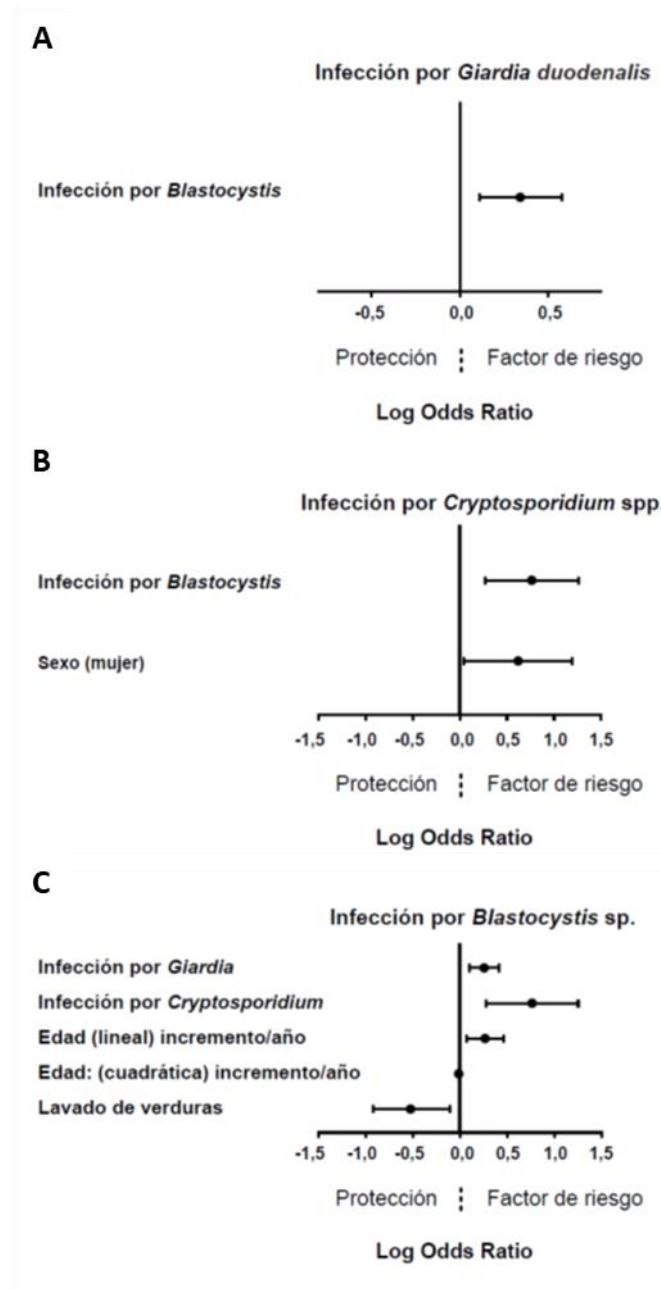 A
Infección por Giardia duodenalis
Infección por Blastocystis
-0,5 0,0 0,5
Protección Factor de riesgo
Log Odds Ratio
B
Infección por Cryptosporidium spp.
Infección por Blastocystis
Sexo (mujer)
-1,5 -1,0 -0,5 0,0 0,5 1,0 1,5
Protección Factor de riesgo
Log Odds Ratio
C
Infección por Blastocystis sp.
Infección por Giardia
Infección por Cryptosporidium
Edad (lineal) incremento/año
Edad: (cuadrática) incremento/año
Lavado de verduras
-1,5 -1,0 -0,5 0,0 0,5 1,0 1,5
Protección Factor de riesgo
Log Odds Ratio